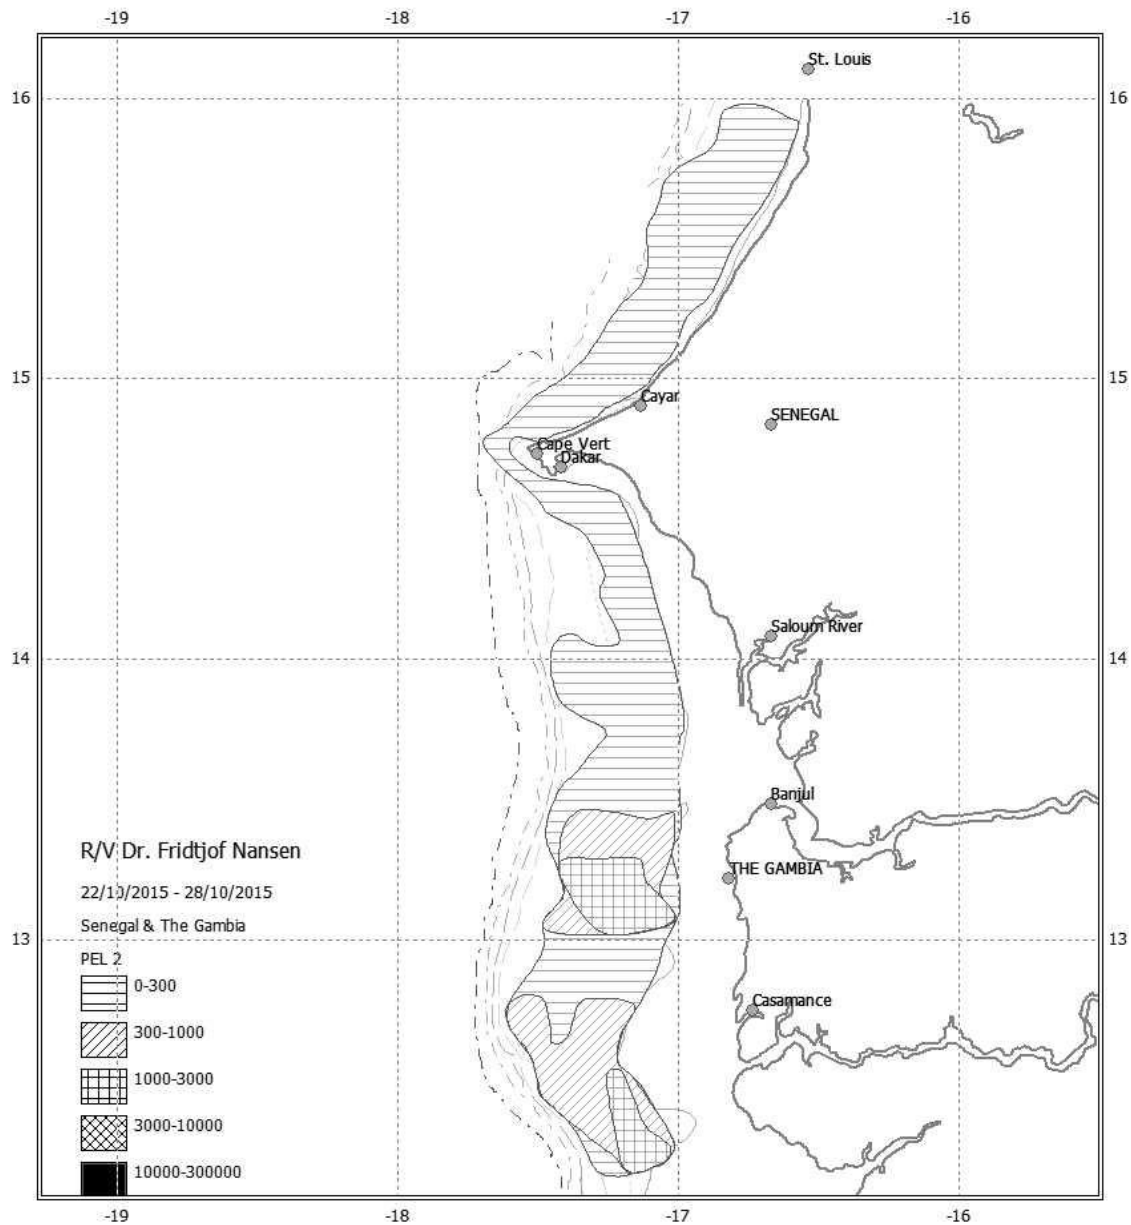 -19 -18 -17 -16
St. Louis
16 16
15 15
Cayar
SENEGAL
Cape Vert
Dakar
Saloum River
14 14
Banjul
R/V Dr. Fridtjof Nansen
THE GAMBIA
22/10/2015 - 28/10/2015
Senegal & The Gambia
13 13
PEL 2
0-300
Casamance
300-1000
1000-3000
3000-10000
10000-300000
-19 -18 -17 -16